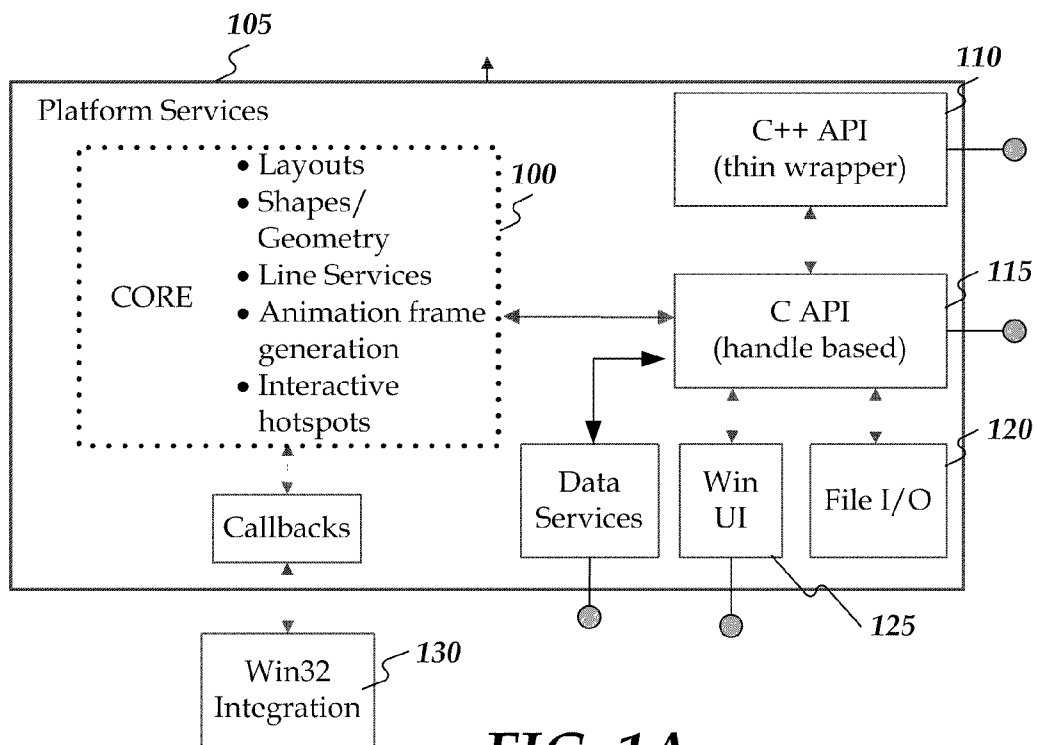 105
110
Platform Services
C++ API
(thin wrapper)
100
CORE
• Layouts
• Shapes/
Geometry
• Line Services
• Animation frame
generation
• Interactive
hotspots
115
C API
(handle based)
120
Data
Services
Win
UI
File I/O
Callbacks
125
130
Win32
Integration
FIG. 1A